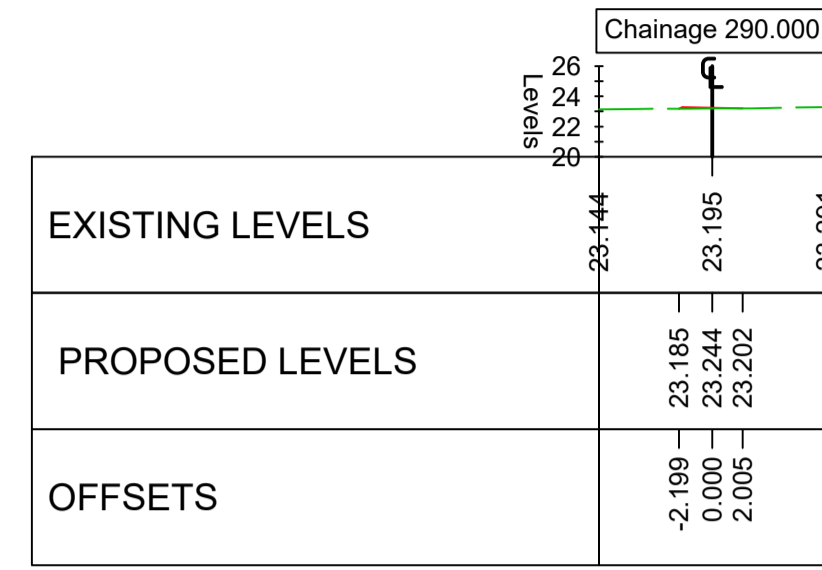 Chainage 290.000
℄
Levels
26
24
22
20
EXISTING LEVELS
23.144
23.195
PROPOSED LEVELS
23.185
23.244
23.202
OFFSETS
-2.199
0.000
2.005